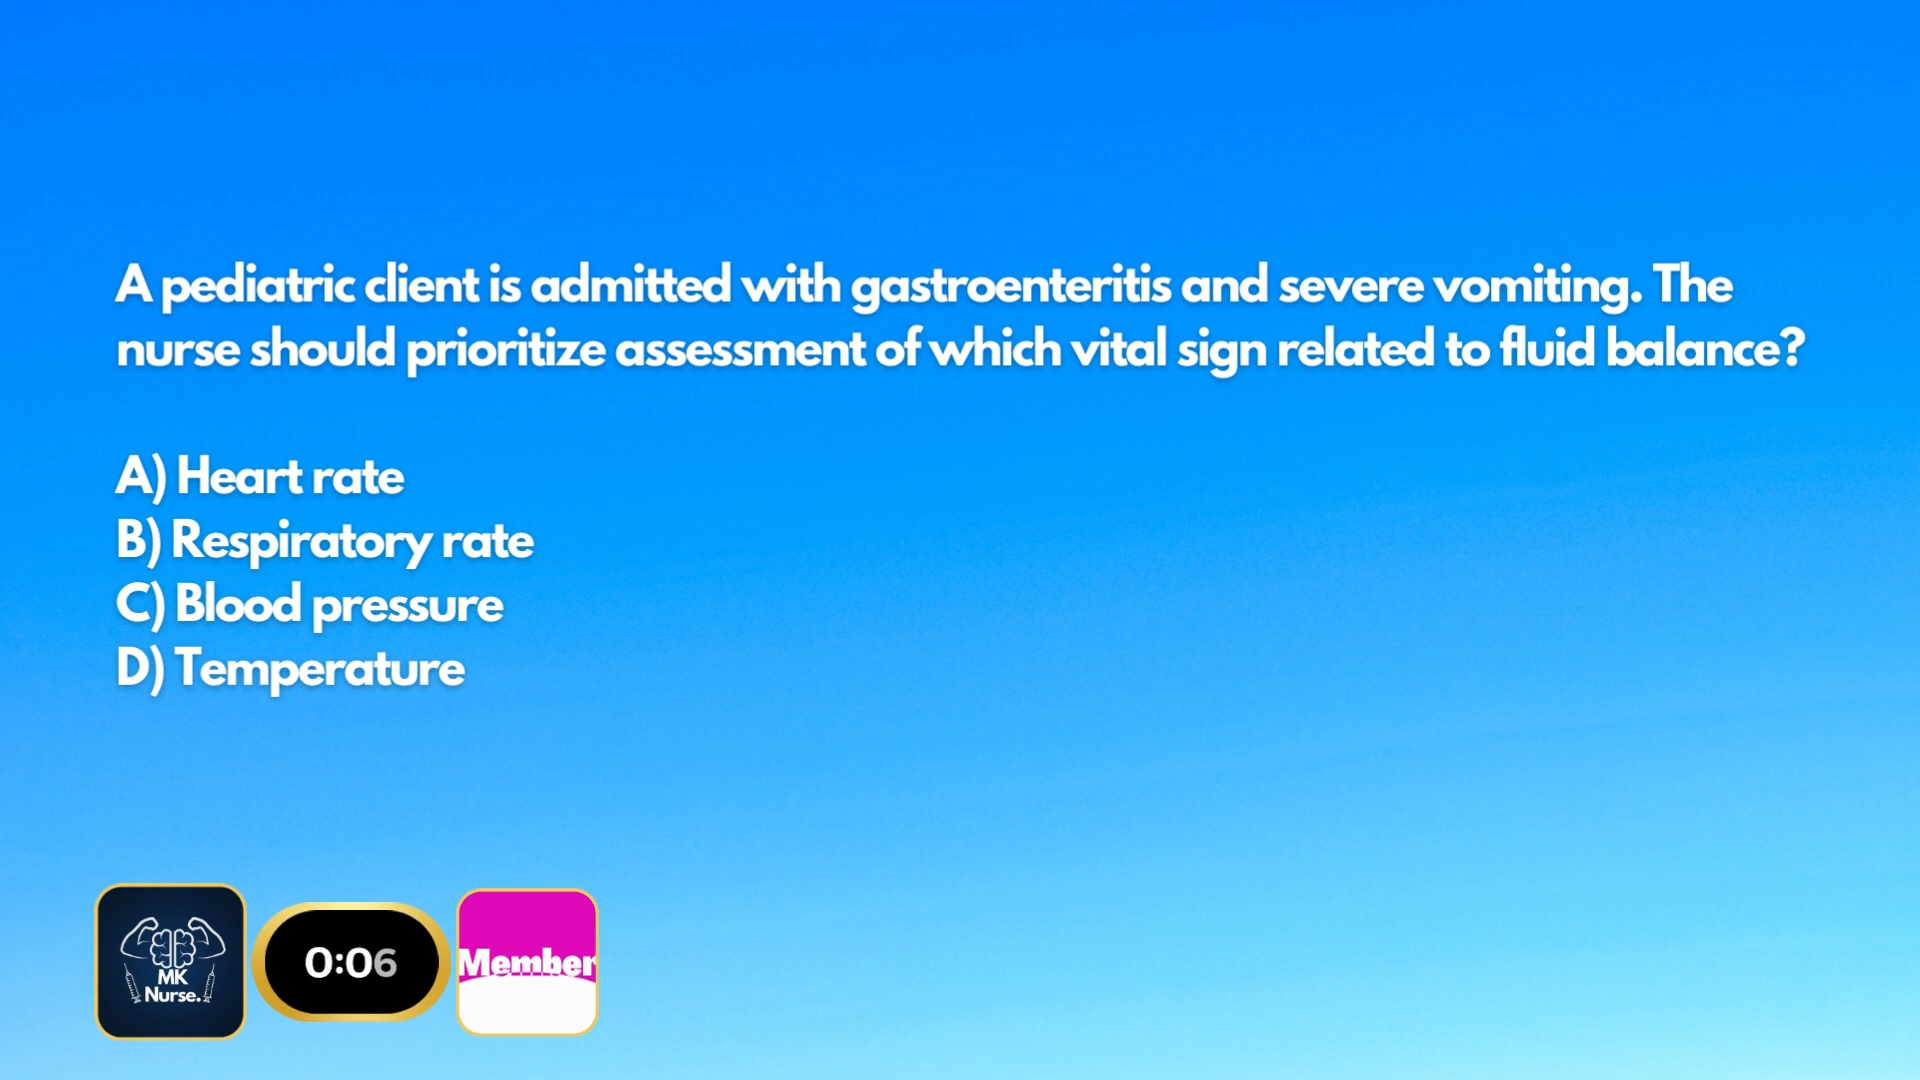 A pediatric client is admitted with gastroenteritis and severe vomiting. The
nurse should prioritize assessment of which vital sign related to fluid balance?
A) Heart rate
B) Respiratory rate
C) Blood pressure
D) Temperature
MK
Nurse.
0:06
Member